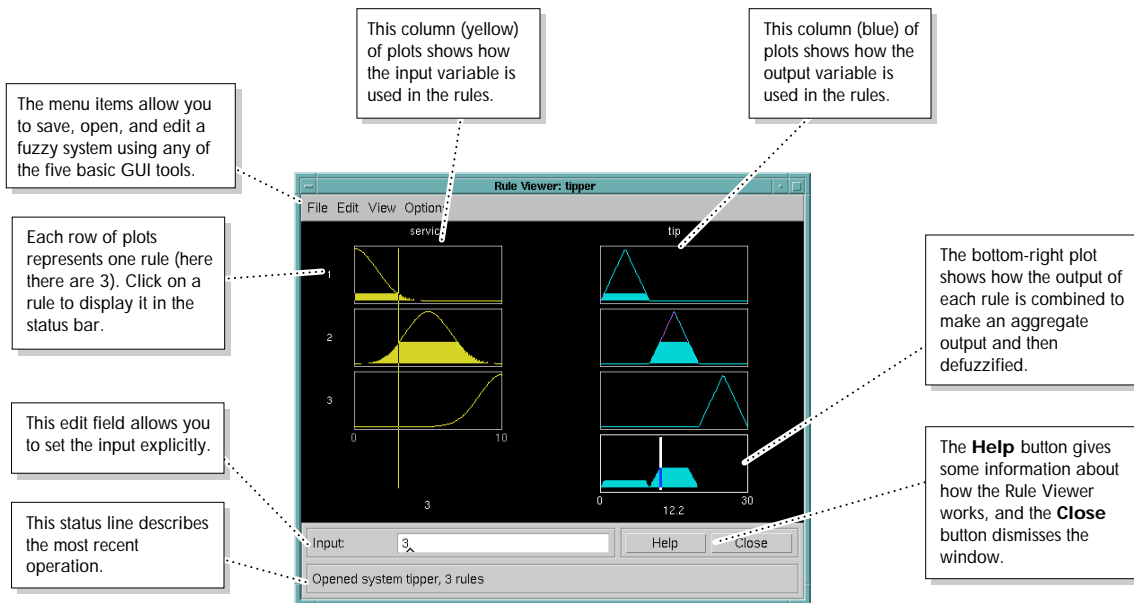 This column (yellow)
of plots shows how
the input variable is
used in the rules.
This column (blue) of
plots shows how the
output variable is
used in the rules.
The menu items allow you
to save, open, and edit a
fuzzy system using any of
the five basic GUI tools.
Each row of plots
represents one rule (here
there are 3). Click on a
rule to display it in the
status bar.
This edit field allows you
to set the input explicitly.
This status line describes
the most recent
operation.
Rule Viewer: tipper
File Edit View Option
servic
tip
1
2
3
0 10
3
0 30
12.2
Input: 3
Help Close
Opened system tipper, 3 rules
The bottom-right plot
shows how the output of
each rule is combined to
make an aggregate
output and then
defuzzified.
The Help button gives
some information about
how the Rule Viewer
works, and the Close
button dismisses the
window.